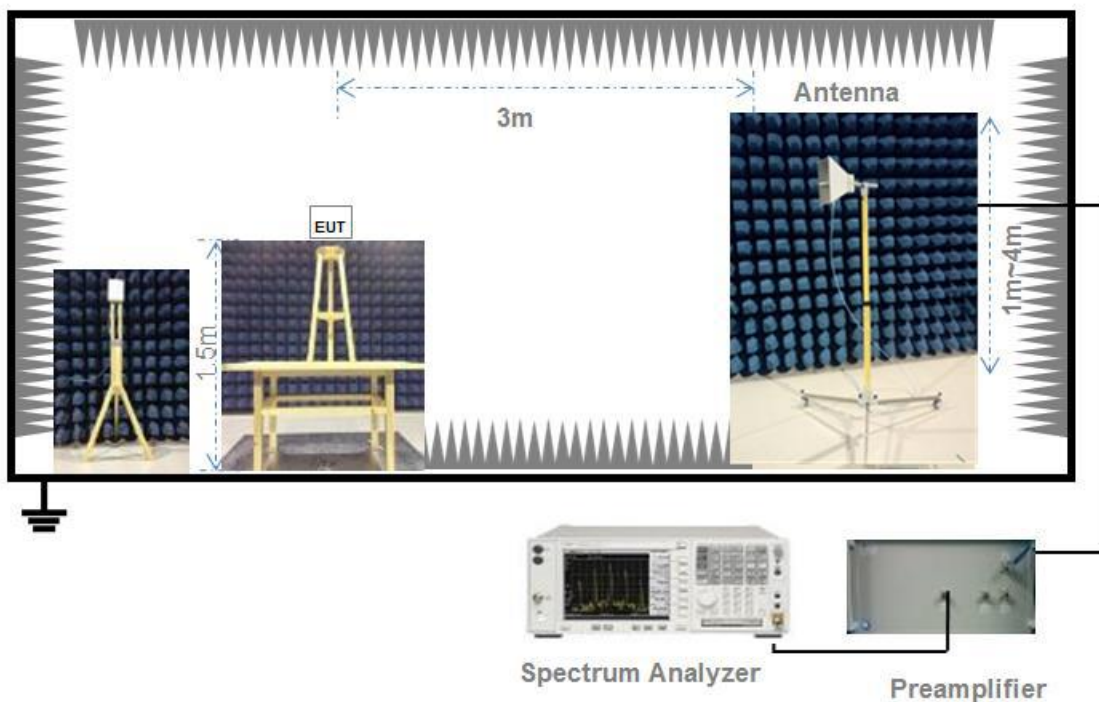 3m
Antenna
EUT
1.5m
1m~4m
Spectrum Analyzer
Preamplifier